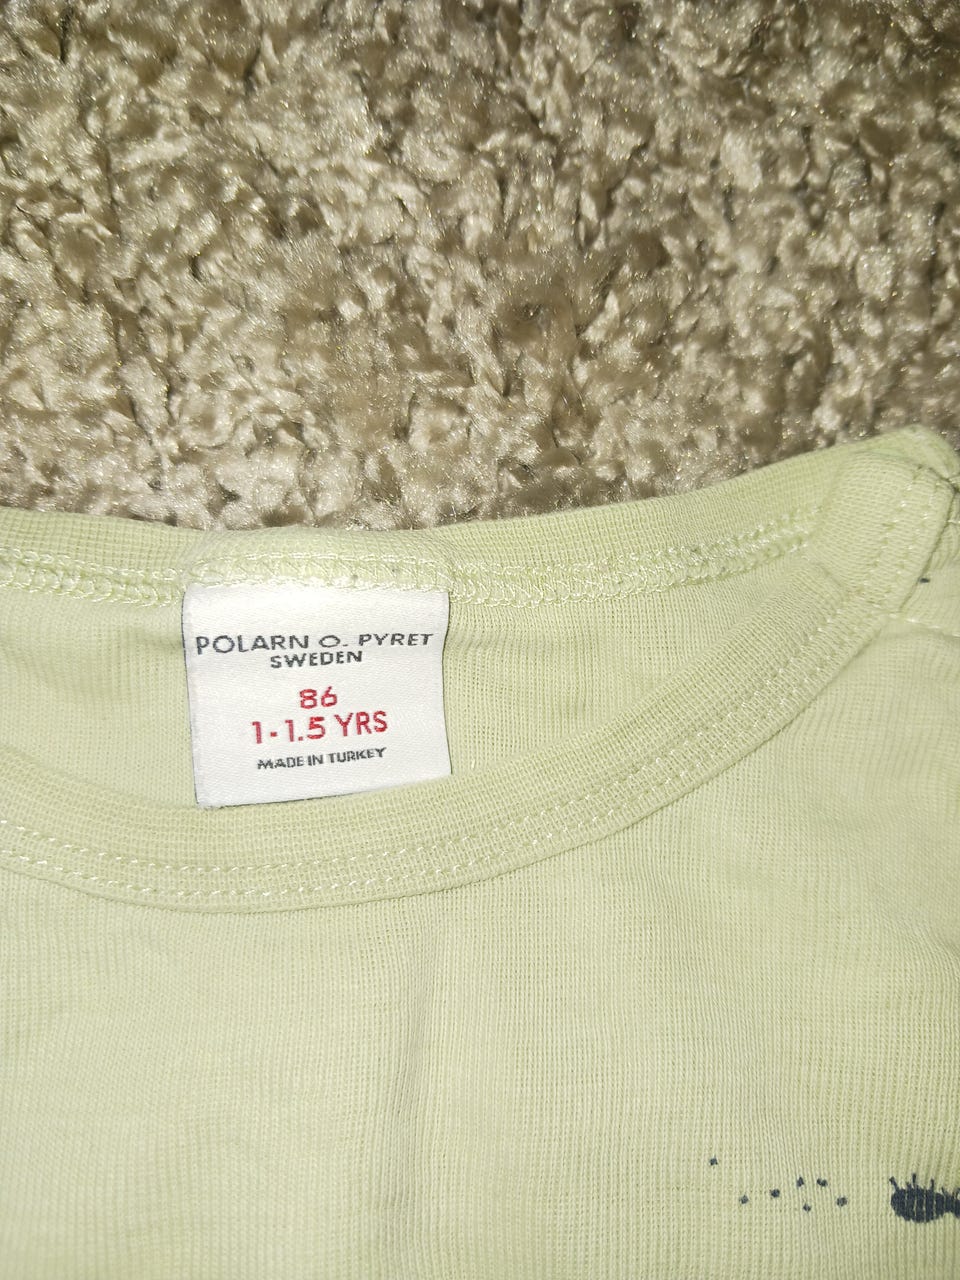 POLARN O. PYRET
SWEDEN
86
1-1.5 YRS
MADE IN TURKEY